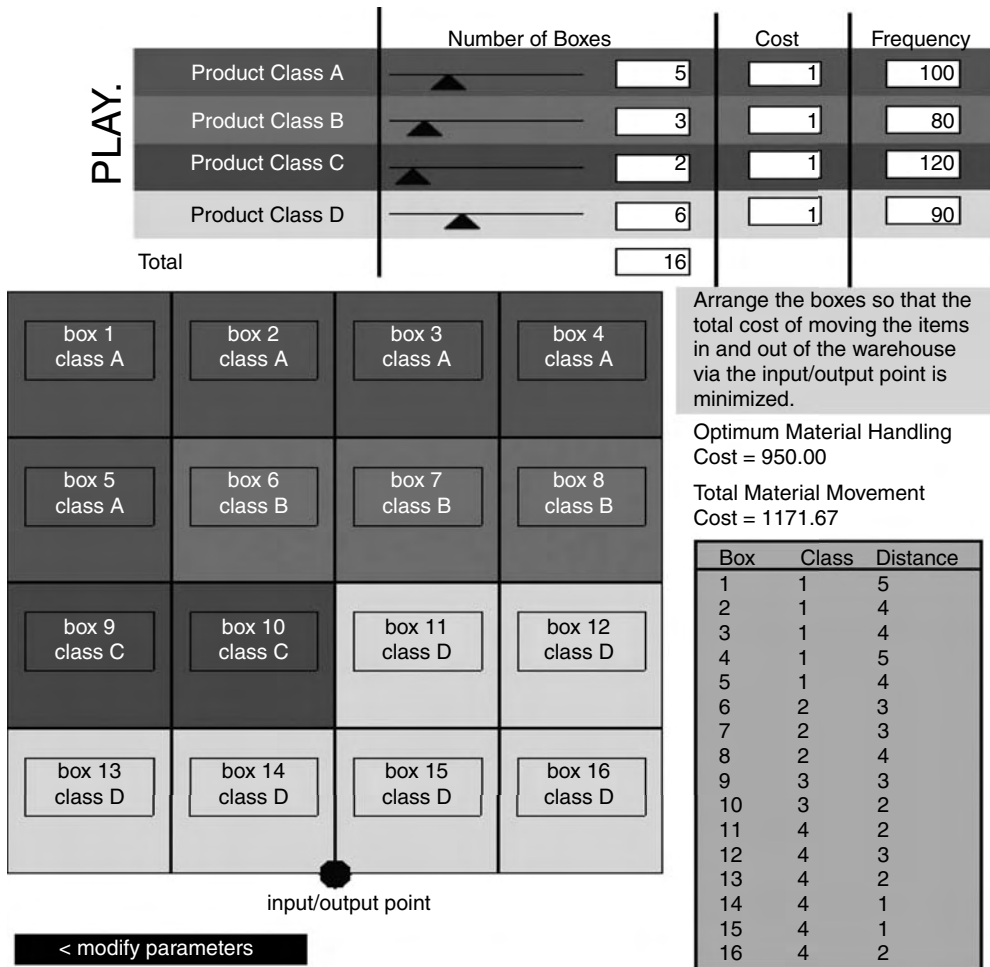 PLAY.
Number of Boxes Cost Frequency
Product Class A 5 1 100
Product Class B 3 1 80
Product Class C 2 1 120
Product Class D 6 1 90
Total 16
box 1 box 2 box 3 box 4
class A class A class A class A
box 5 box 6 box 7 box 8
class A class B class B class B
box 9 box 10 box 11 box 12
class C class C class D class D
box 13 box 14 box 15 box 16
class D class D class D class D
input/output point
< modify parameters
Arrange the boxes so that the
total cost of moving the items
in and out of the warehouse
via the input/output point is
minimized.
Optimum Material Handling
Cost = 950.00
Total Material Movement
Cost = 1171.67
Box Class Distance
1 1 5
2 1 4
3 1 4
4 1 5
5 1 4
6 2 3
7 2 3
8 2 4
9 3 3
10 3 2
11 4 2
12 4 3
13 4 2
14 4 1
15 4 1
16 4 2